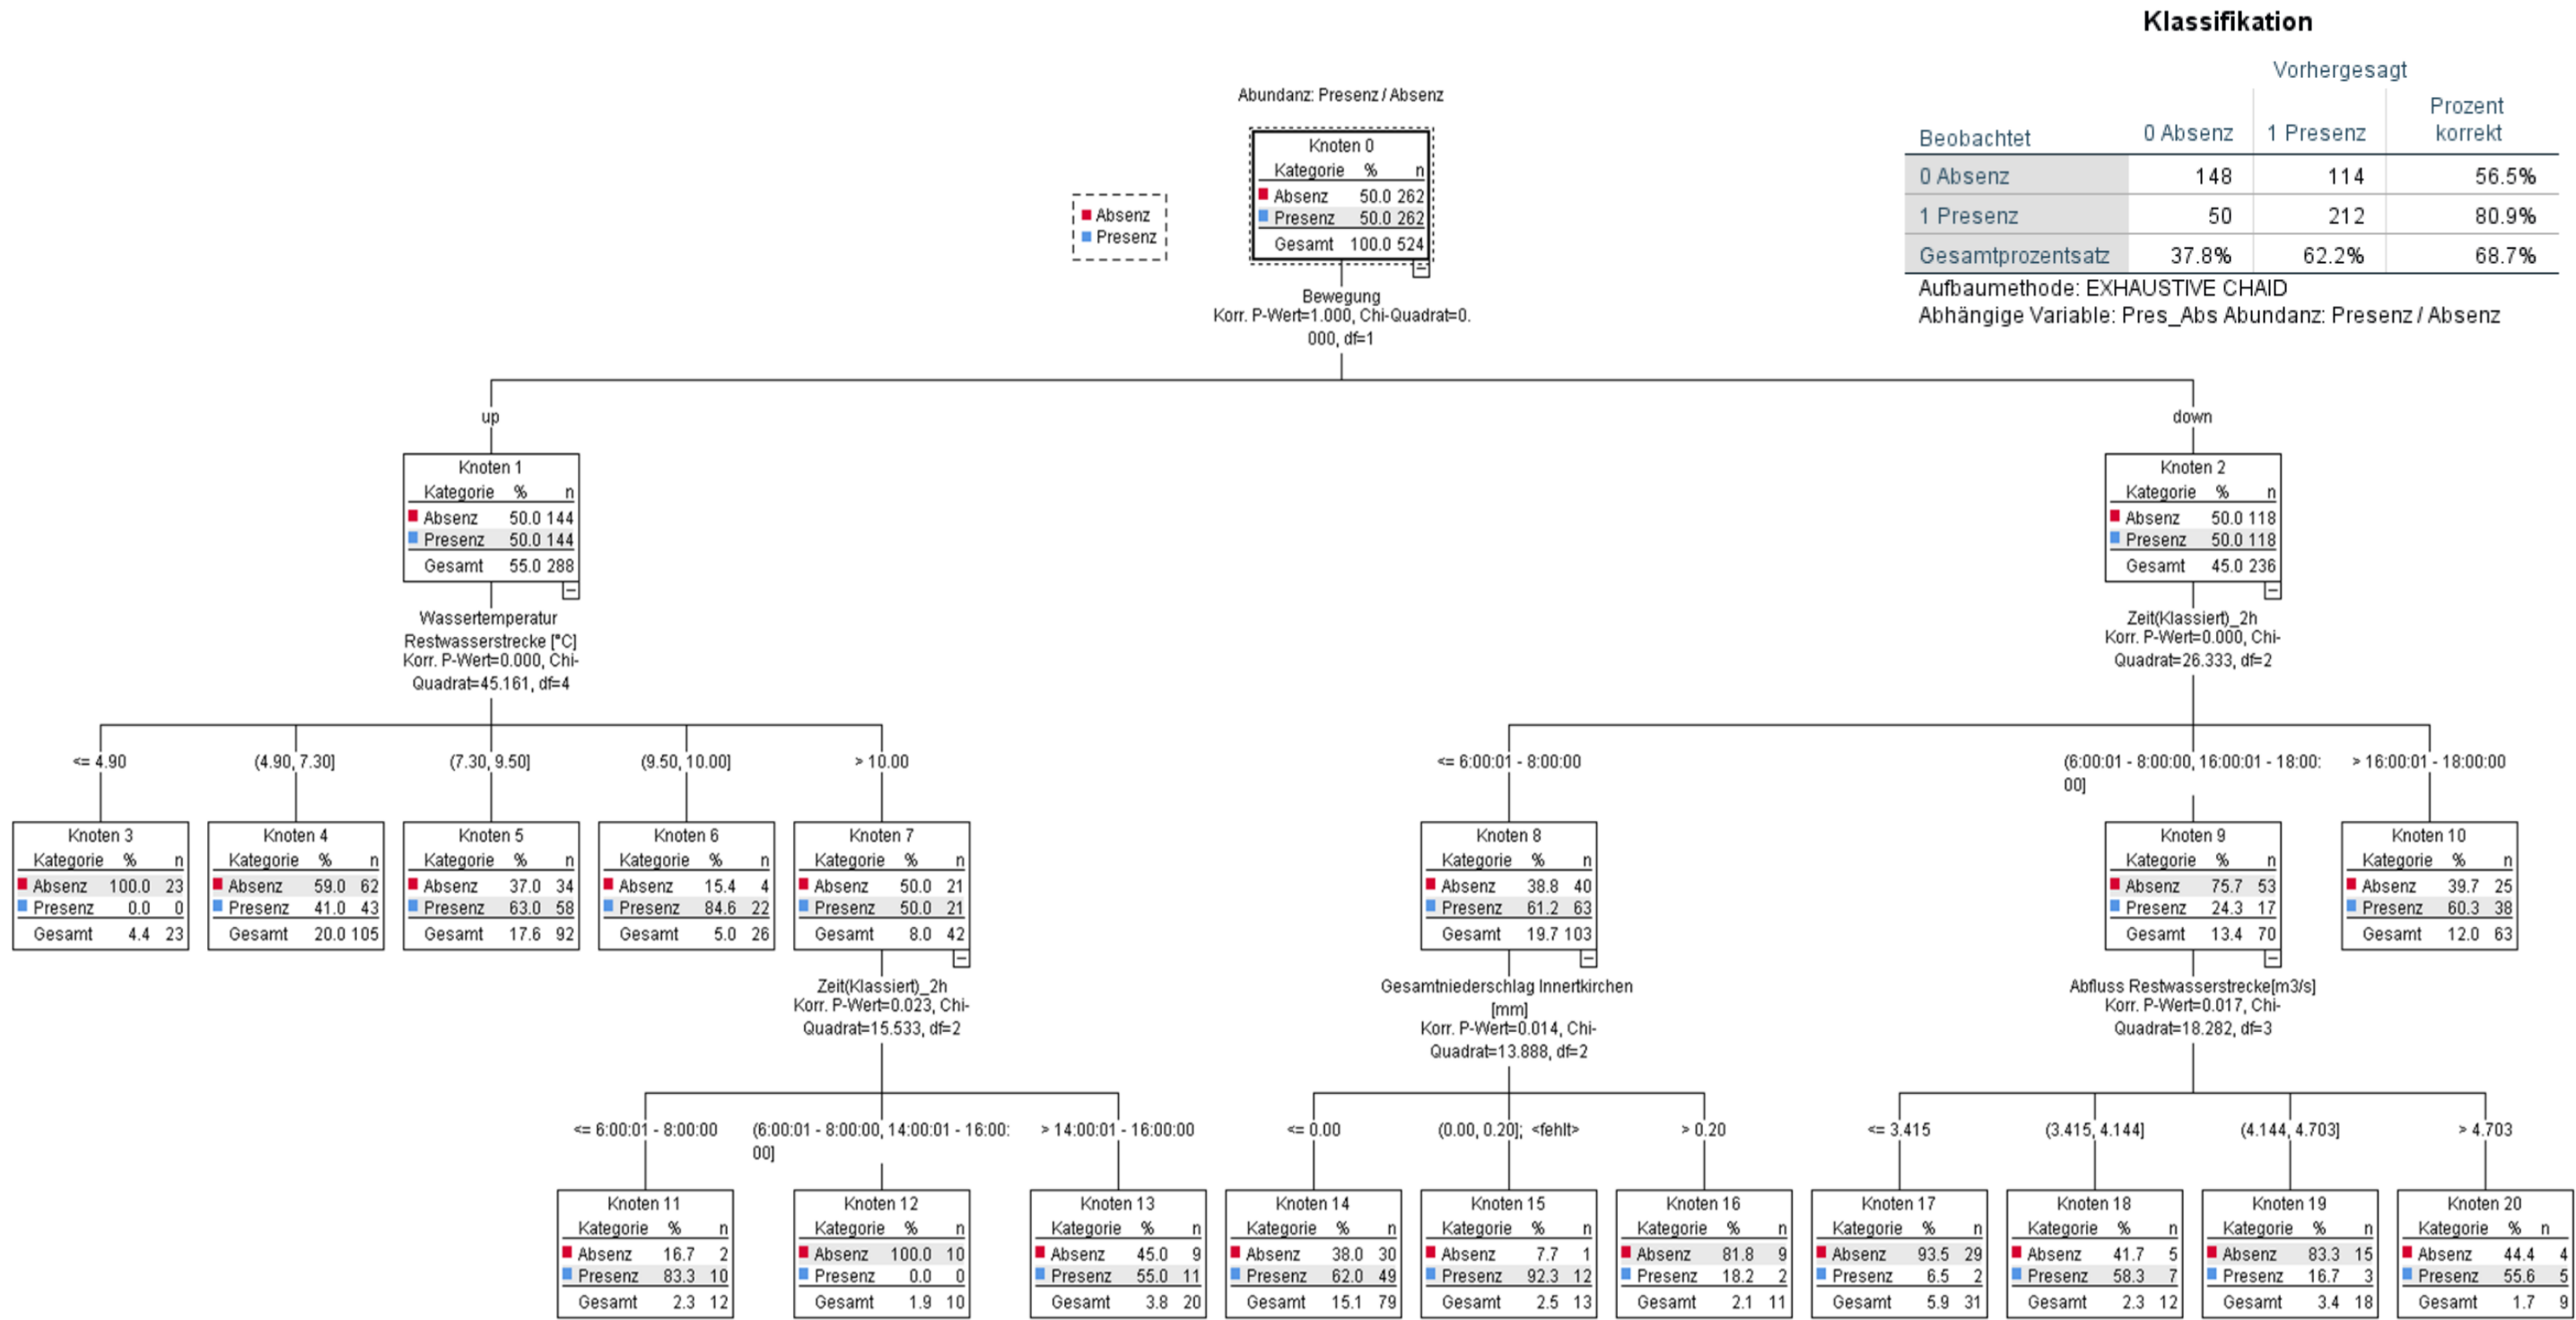 Klassifikation
Vorhergesagt
Beobachtet 0 Absenz 1 Presenz Prozent korrekt
0 Absenz 148 114 56.5%
1 Presenz 50 212 80.9%
Gesamtprozentsatz 37.8% 62.2% 68.7%
Aufbaumethode: EXHAUSTIVE CHAID
Abhängige Variable: Pres_Abs Abundanz: Presenz / Absenz
Abundanz: Presenz / Absenz
Absenz
Presenz
Knoten 0
Kategorie % n
Absenz 50.0 262
Presenz 50.0 262
Gesamt 100.0 524
Bewegung
Korr. P-Wert=1.000, Chi-Quadrat=0.
000, df=1
up
down
Knoten 1
Kategorie % n
Absenz 50.0 144
Presenz 50.0 144
Gesamt 55.0 288
Wassertemperatur
Restwasserstrecke [°C]
Korr. P-Wert=0.000, Chi-
Quadrat=45.161, df=4
Knoten 2
Kategorie % n
Absenz 50.0 118
Presenz 50.0 118
Gesamt 45.0 236
Zeit(Klassiert)_2h
Korr. P-Wert=0.000, Chi-
Quadrat=26.333, df=2
<= 4.90
(4.90, 7.30]
(7.30, 9.50]
(9.50, 10.00]
> 10.00
<= 6:00:01 - 8:00:00
(6:00:01 - 8:00:00, 16:00:01 - 18:00:
00]
> 16:00:01 - 18:00:00
Knoten 3
Kategorie % n
Absenz 100.0 23
Presenz 0.0 0
Gesamt 4.4 23
Knoten 4
Kategorie % n
Absenz 59.0 62
Presenz 41.0 43
Gesamt 20.0 105
Knoten 5
Kategorie % n
Absenz 37.0 34
Presenz 63.0 58
Gesamt 17.6 92
Knoten 6
Kategorie % n
Absenz 15.4 4
Presenz 84.6 22
Gesamt 5.0 26
Knoten 7
Kategorie % n
Absenz 50.0 21
Presenz 50.0 21
Gesamt 8.0 42
Zeit(Klassiert)_2h
Korr. P-Wert=0.023, Chi-
Quadrat=15.533, df=2
Knoten 8
Kategorie % n
Absenz 38.8 40
Presenz 61.2 63
Gesamt 19.7 103
Gesamtniederschlag Innertkirchen
[mm]
Korr. P-Wert=0.014, Chi-
Quadrat=13.888, df=2
Knoten 9
Kategorie % n
Absenz 75.7 53
Presenz 24.3 17
Gesamt 13.4 70
Abfluss Restwasserstrecke[m3/s]
Korr. P-Wert=0.017, Chi-
Quadrat=18.282, df=3
Knoten 10
Kategorie % n
Absenz 39.7 25
Presenz 60.3 38
Gesamt 12.0 63
<= 6:00:01 - 8:00:00
(6:00:01 - 8:00:00, 14:00:01 - 16:00:
00]
> 14:00:01 - 16:00:00
<= 0.00
(0.00, 0.20]; <fehlt>
> 0.20
<= 3.415
(3.415, 4.144]
(4.144, 4.703]
> 4.703
Knoten 11
Kategorie % n
Absenz 16.7 2
Presenz 83.3 10
Gesamt 2.3 12
Knoten 12
Kategorie % n
Absenz 100.0 10
Presenz 0.0 0
Gesamt 1.9 10
Knoten 13
Kategorie % n
Absenz 45.0 9
Presenz 55.0 11
Gesamt 3.8 20
Knoten 14
Kategorie % n
Absenz 38.0 30
Presenz 62.0 49
Gesamt 15.1 79
Knoten 15
Kategorie % n
Absenz 7.7 1
Presenz 92.3 12
Gesamt 2.5 13
Knoten 16
Kategorie % n
Absenz 81.8 9
Presenz 18.2 2
Gesamt 2.1 11
Knoten 17
Kategorie % n
Absenz 93.5 29
Presenz 6.5 2
Gesamt 5.9 31
Knoten 18
Kategorie % n
Absenz 41.7 5
Presenz 58.3 7
Gesamt 2.3 12
Knoten 19
Kategorie % n
Absenz 83.3 15
Presenz 16.7 3
Gesamt 3.4 18
Knoten 20
Kategorie % n
Absenz 44.4 4
Presenz 55.6 5
Gesamt 1.7 9